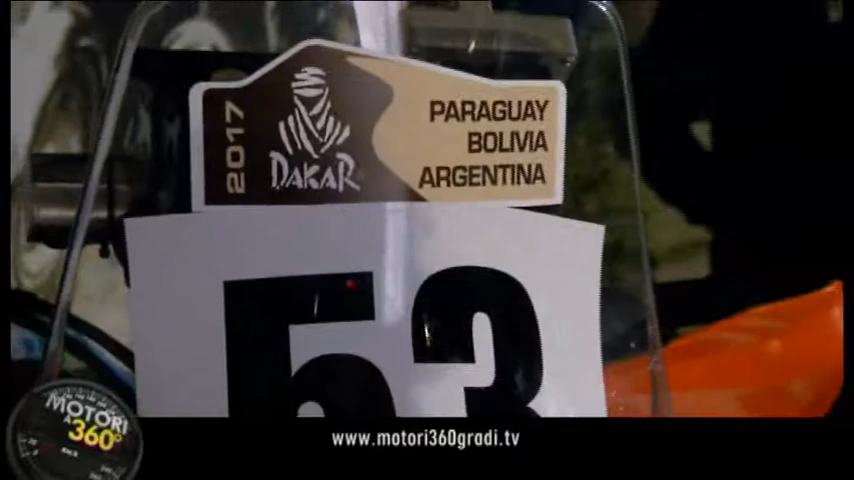 2017
DAKAR
PARAGUAY
BOLIVIA
ARGENTINA
53
MOTORI
A
360°
www.motori360gradi.tv